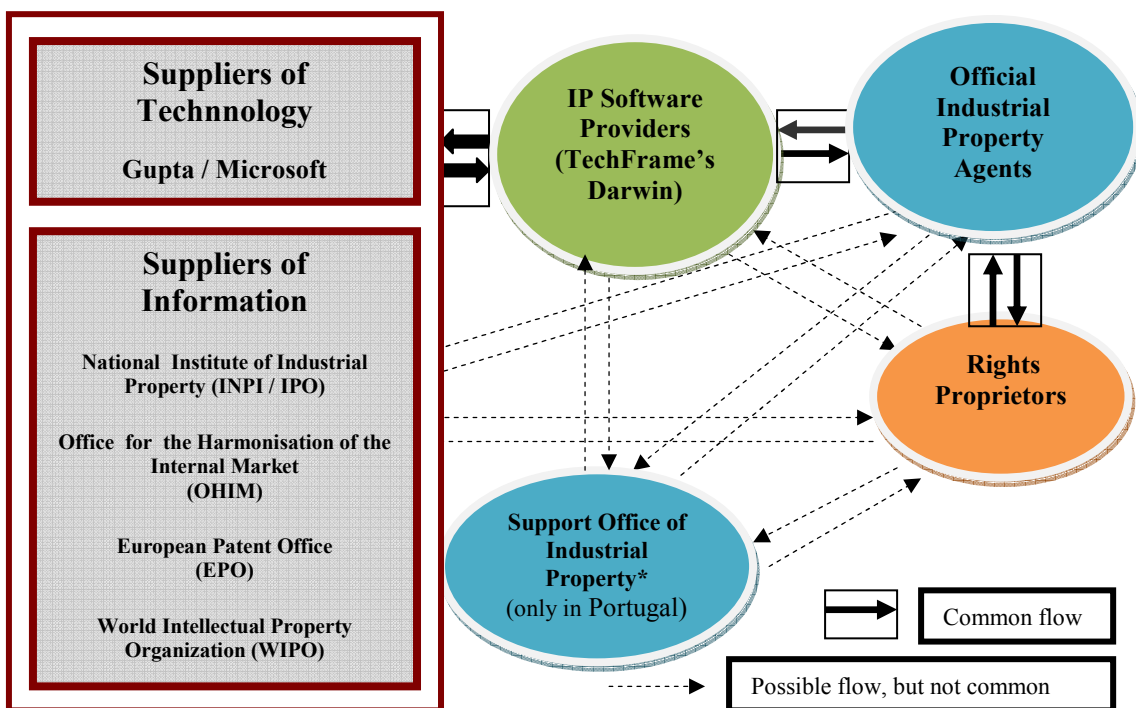 Suppliers of
Technnology
Gupta / Microsoft
Suppliers of
Information
National Institute of Industrial
Property (INPI / IPO)
Office for the Harmonisation of the
Internal Market
(OHIM)
European Patent Office
(EPO)
World Intellectual Property
Organization (WIPO)
IP Software
Providers
(TechFrame's
Darwin)
Official
Industrial
Property
Agents
Rights
Proprietors
Support Office of
Industrial
Property*
(only in Portugal)
Common flow
Possible flow, but not common